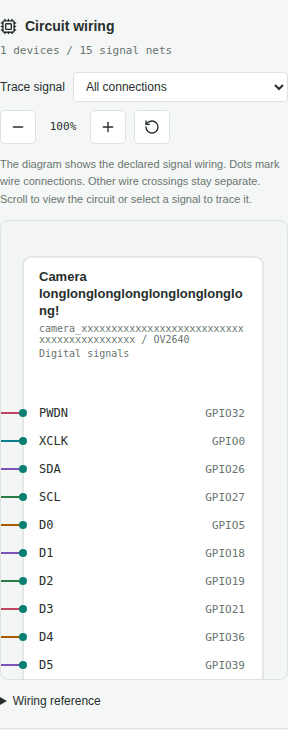 Circuit wiring
1 devices / 15 signal nets
Trace signal All connections
100%
The diagram shows the declared signal wiring. Dots mark
wire connections. Other wire crossings stay separate.
Scroll to view the circuit or select a signal to trace it.
Camera
longlonglonglonglonglonglonglo
ng!
camera_xxxxxxxxxxxxxxxxxxxxxxxxxxx
xxxxxxxxxxxxxxxx / OV2640
Digital signals
PWDN GPIO32
XCLK GPIO0
SDA GPIO26
SCL GPIO27
D0 GPIO5
D1 GPIO18
D2 GPIO19
D3 GPIO21
D4 GPIO36
D5 GPIO39
Wiring reference